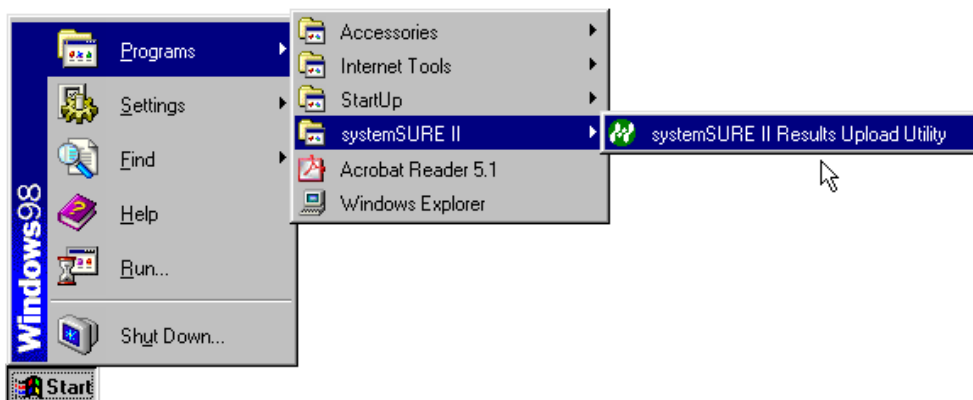 Programs
Settings
Find
Help
Run...
Shut Down...
Windows98
Start
Accessories
Internet Tools
StartUp
systemSURE II
Acrobat Reader 5.1
Windows Explorer
systemSURE II Results Upload Utility